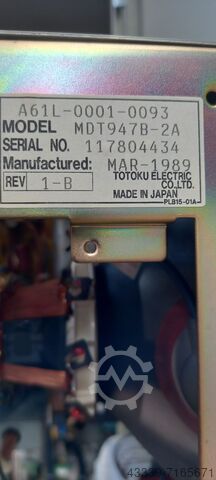 A61L-0001-0093
MODEL MDT947B-2A
SERIAL NO. 117804434
Manufactured: MAR-1989
REV 1-B TOTOKU ELECTRIC CO.,LTD.
MADE IN JAPAN
PLB15-01A